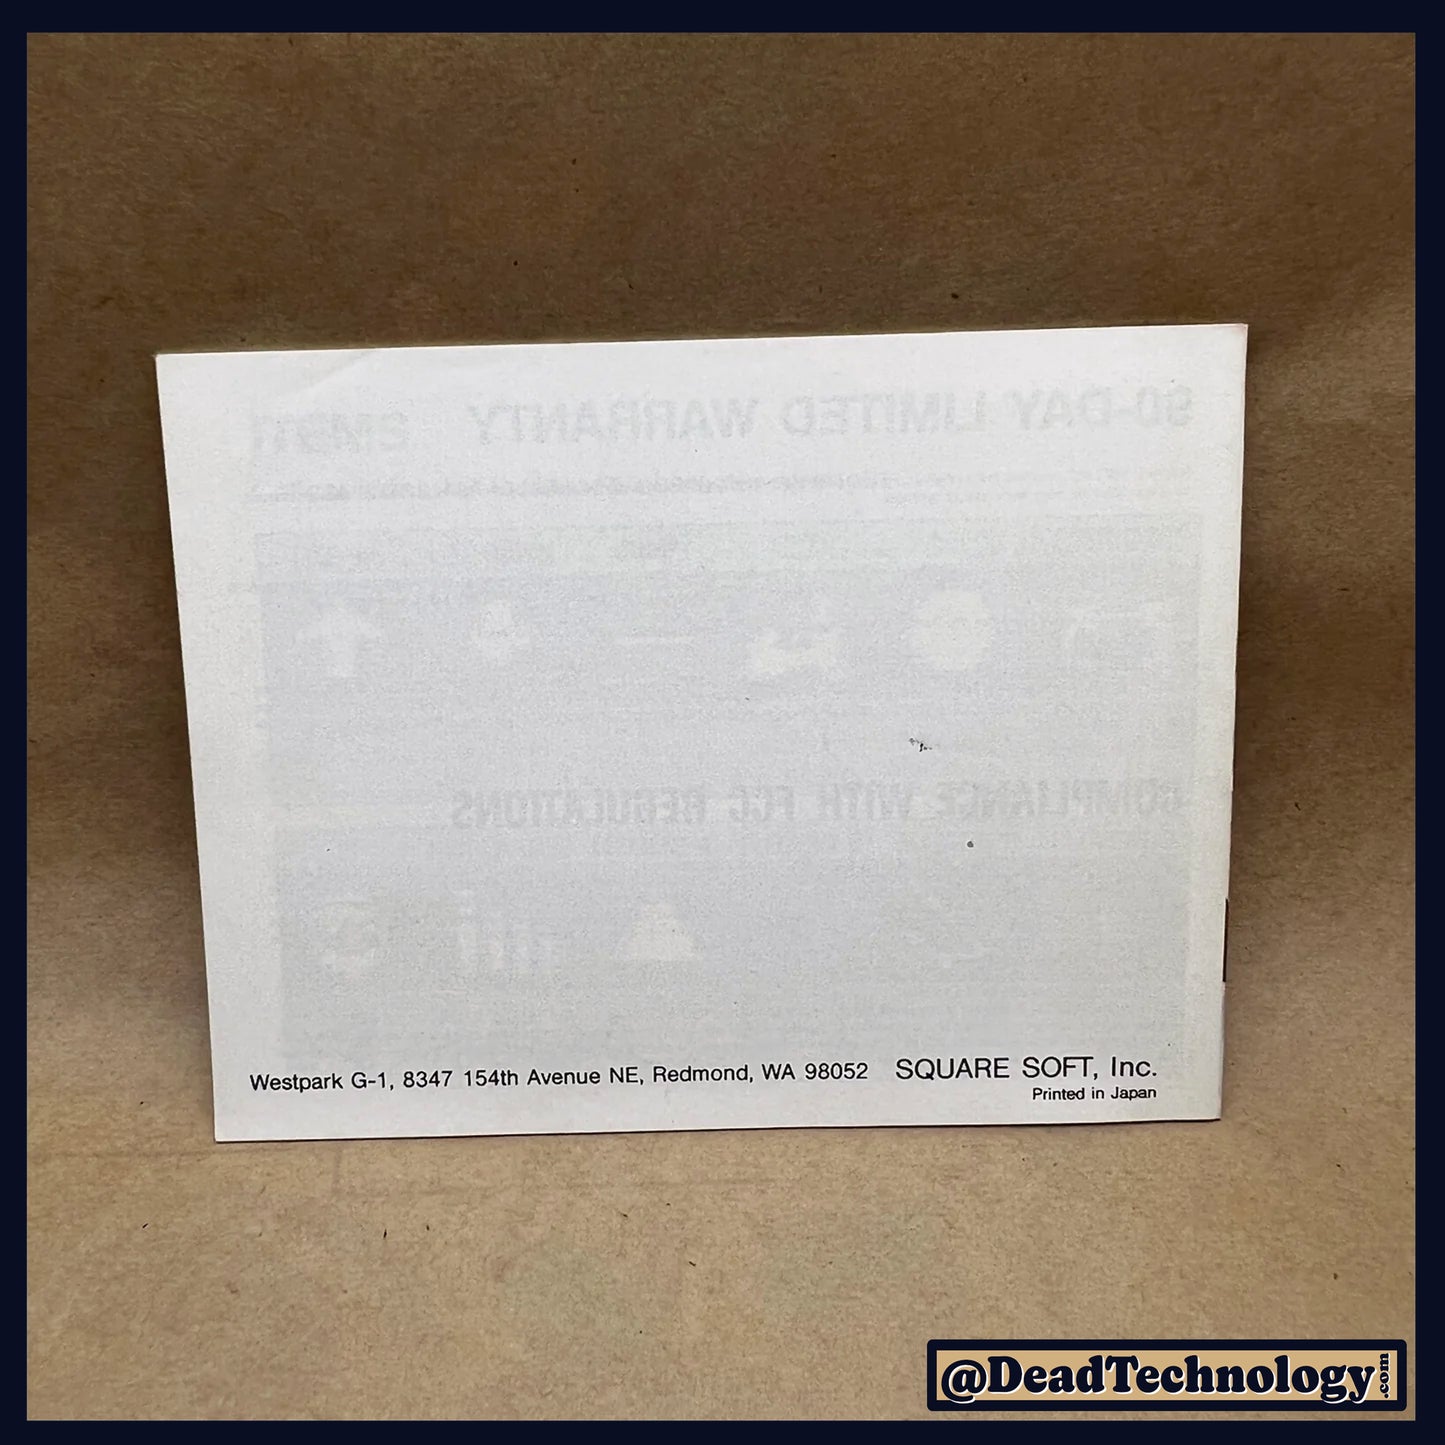 90-DAY LIMITED WARRANTY
COMPLIANCE WITH FCC REGULATIONS
Westpark G-1, 8347 154th Avenue NE, Redmond, WA 98052 SQUARE SOFT, Inc.
Printed in Japan
@DeadTechnology.com